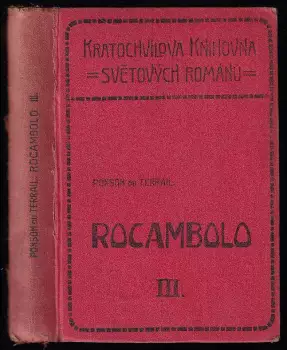 KRATOCHVÍLOVA KNIHOVNA
SVĚTOVÝCH ROMÁNŮ
PONSON DU TERRAIL.
ROCAMBOLO
III.
PONSON DU TERRAIL. ROCAMBOLO III.